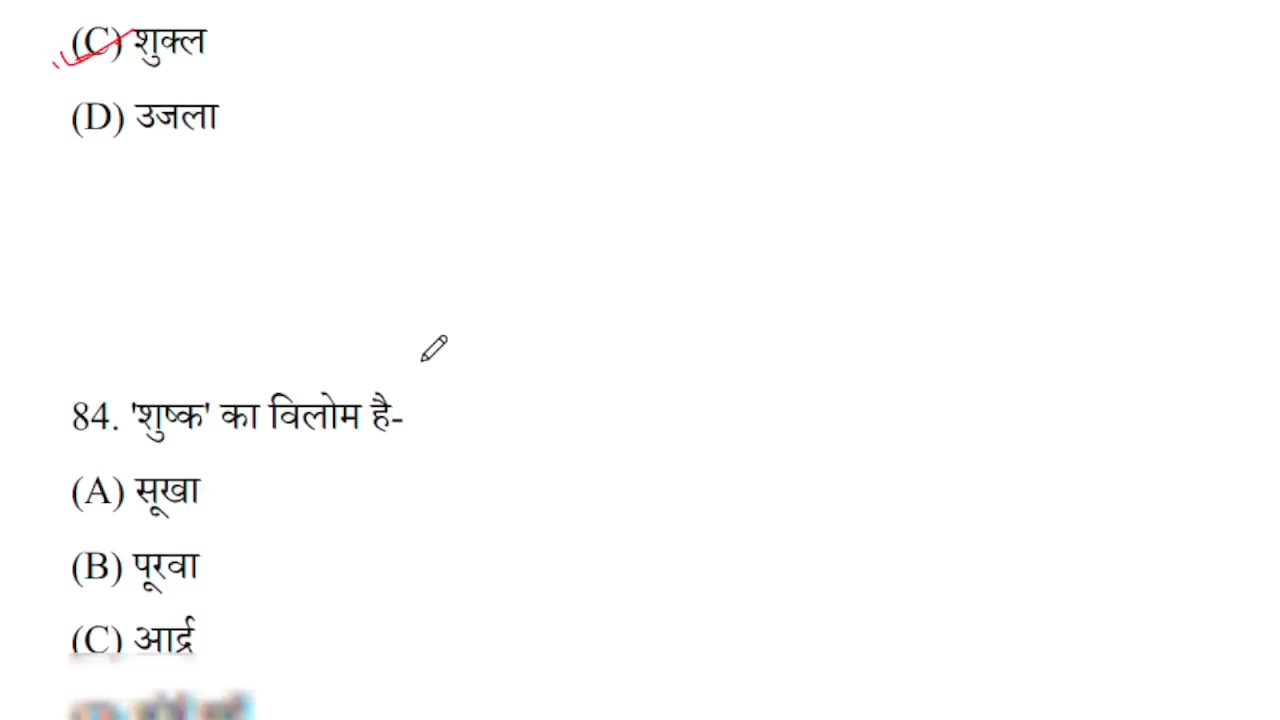 (C) शुक्ल
(D) उजला
84. 'शुष्क' का विलोम है-
(A) सूखा
(B) पूरवा
(C) आर्द्र